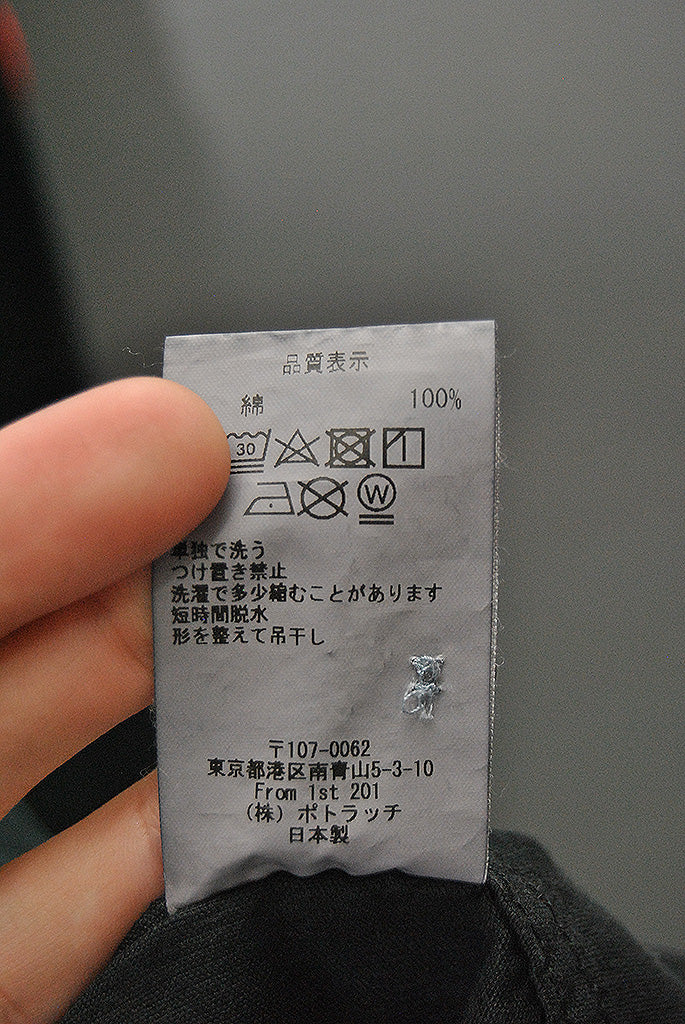 品質表示
綿 100%
30
W
単独で洗う
つけ置き禁止
洗濯で多少縮むことがあります
短時間脱水
形を整えて吊干し
〒107-0062
東京都港区南青山5-3-10
From 1st 201
(株) ポトラッチ
日本製